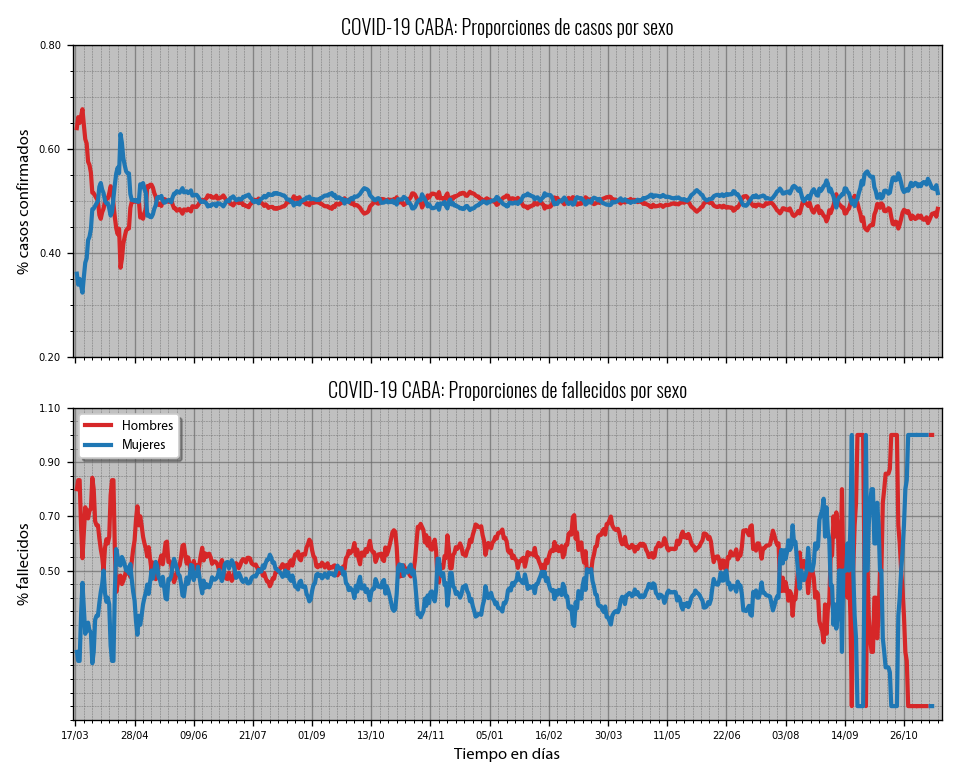 COVID-19 CABA: Proporciones de casos por sexo
0.80
0.60
0.40
0.20
% casos confirmados
COVID-19 CABA: Proporciones de fallecidos por sexo
1.10
0.90
0.70
0.50
% fallecidos
Hombres
Mujeres
17/03 28/04 09/06 21/07 01/09 13/10 24/11 05/01 16/02 30/03 11/05 22/06 03/08 14/09 26/10
Tiempo en días